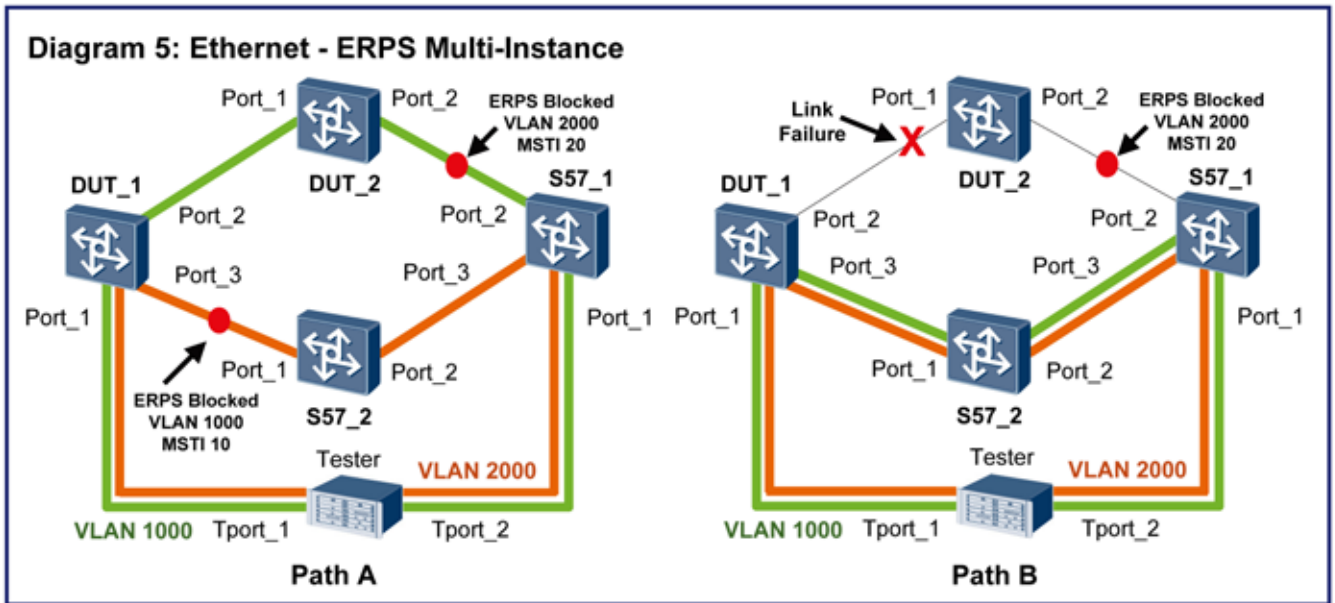 Diagram 5: Ethernet - ERPS Multi-Instance
Port_1
Port_2
ERPS Blocked
VLAN 2000
MSTI 20
DUT_2
DUT_1
S57_1
Port_2
Port_2
Port_3
Port_3
Port_1
Port_1
Port_1
Port_2
ERPS Blocked
VLAN 1000
MSTI 10
S57_2
Tester
VLAN 2000
VLAN 1000
Tport_1
Tport_2
Path A
Link
Failure
X
Port_1
Port_2
ERPS Blocked
VLAN 2000
MSTI 20
DUT_2
DUT_1
S57_1
Port_2
Port_2
Port_3
Port_3
Port_1
Port_1
Port_1
Port_2
S57_2
Tester
VLAN 2000
VLAN 1000
Tport_1
Tport_2
Path B